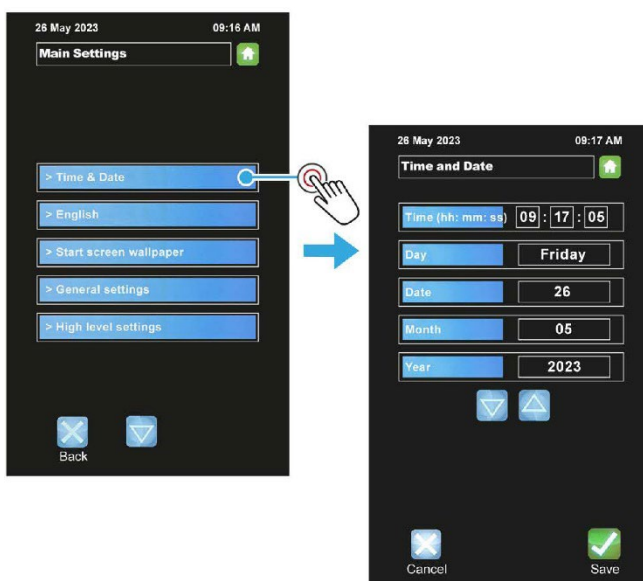 26 May 2023 09:16 AM
Main Settings
> Time & Date
> English
> Start screen wallpaper
> General settings
> High level settings
Back
26 May 2023 09:17 AM
Time and Date
Time (hh: mm: ss) 09 : 17 : 05
Day Friday
Date 26
Month 05
Year 2023
Cancel Save